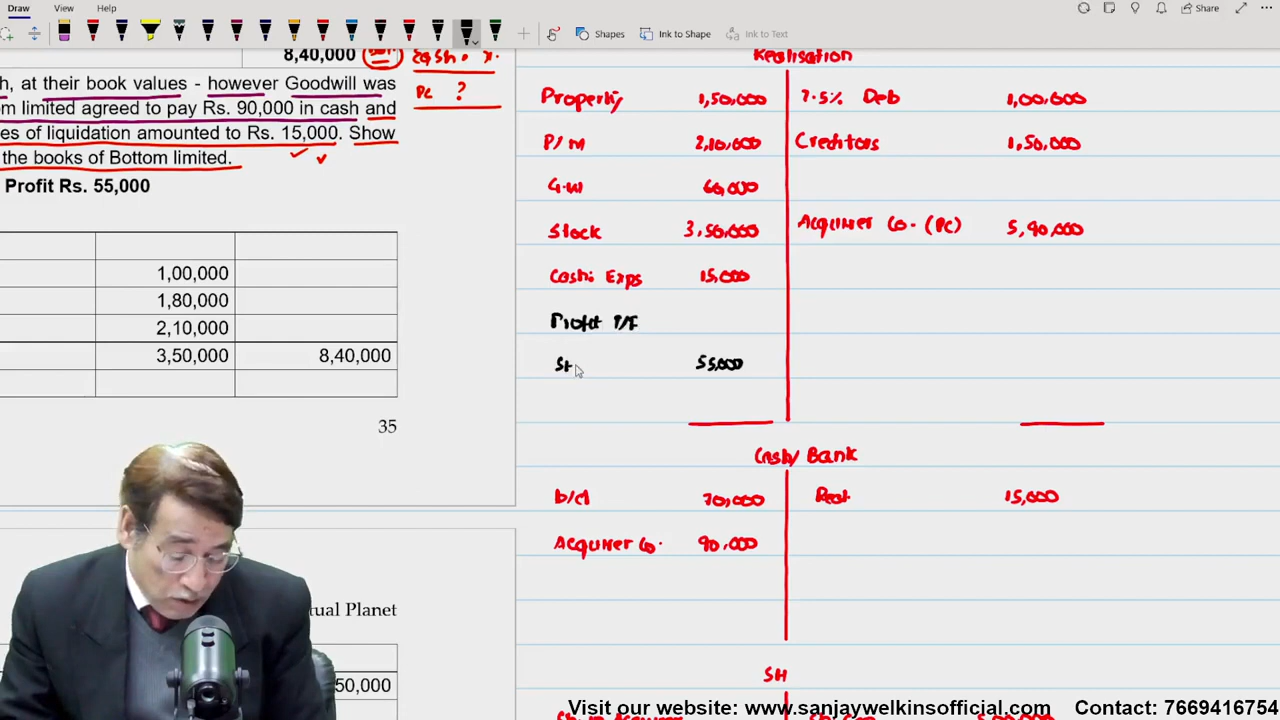 Draw View Help
Share
Shapes Ink to Shape Ink to Text
8,40,000
Cash. x.
h, at their book values - however Goodwill was
PC ?
om limited agreed to pay Rs. 90,000 in cash and
es of liquidation amounted to Rs. 15,000. Show
the books of Bottom limited.
Profit Rs. 55,000
1,00,000
1,80,000
2,10,000
3,50,000 8,40,000
35
tual Planet
50,000
Realisation
Property 1,50,000 7.5% Deb 1,00,000
P/M 2,10,000 Creditors 1,50,000
G.W 60,000
Stock 3,50,000 Acquirer Co. (PC) 5,90,000
Cash: Exps 15,000
Profit T/F
SH 55,000
Cash/Bank
b/d 70,000 Real. 15,000
Acquirer Co. 90,000
SH
Visit our website: www.sanjaywelkinsofficial.com Contact: 7669416754